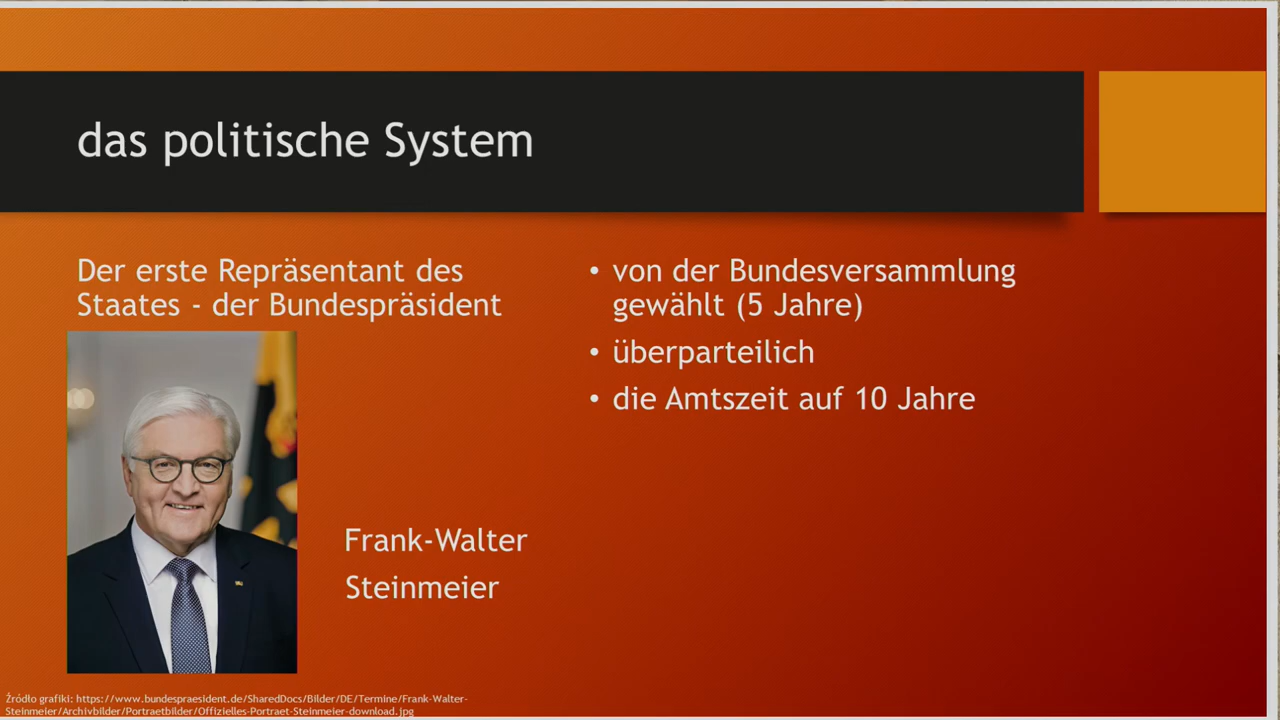 das politische System
Der erste Repräsentant des
Staates - der Bundespräsident
• von der Bundesversammlung
gewählt (5 Jahre)
• überparteilich
• die Amtszeit auf 10 Jahre
Frank-Walter
Steinmeier
Źródło grafiki: https://www.bundespraesident.de/SharedDocs/Bilder/DE/Termine/Frank-Walter-
Steinmeier/Archivbilder/Portraetbilder/Offizielles-Portraet-Steinmeier-download.jpg